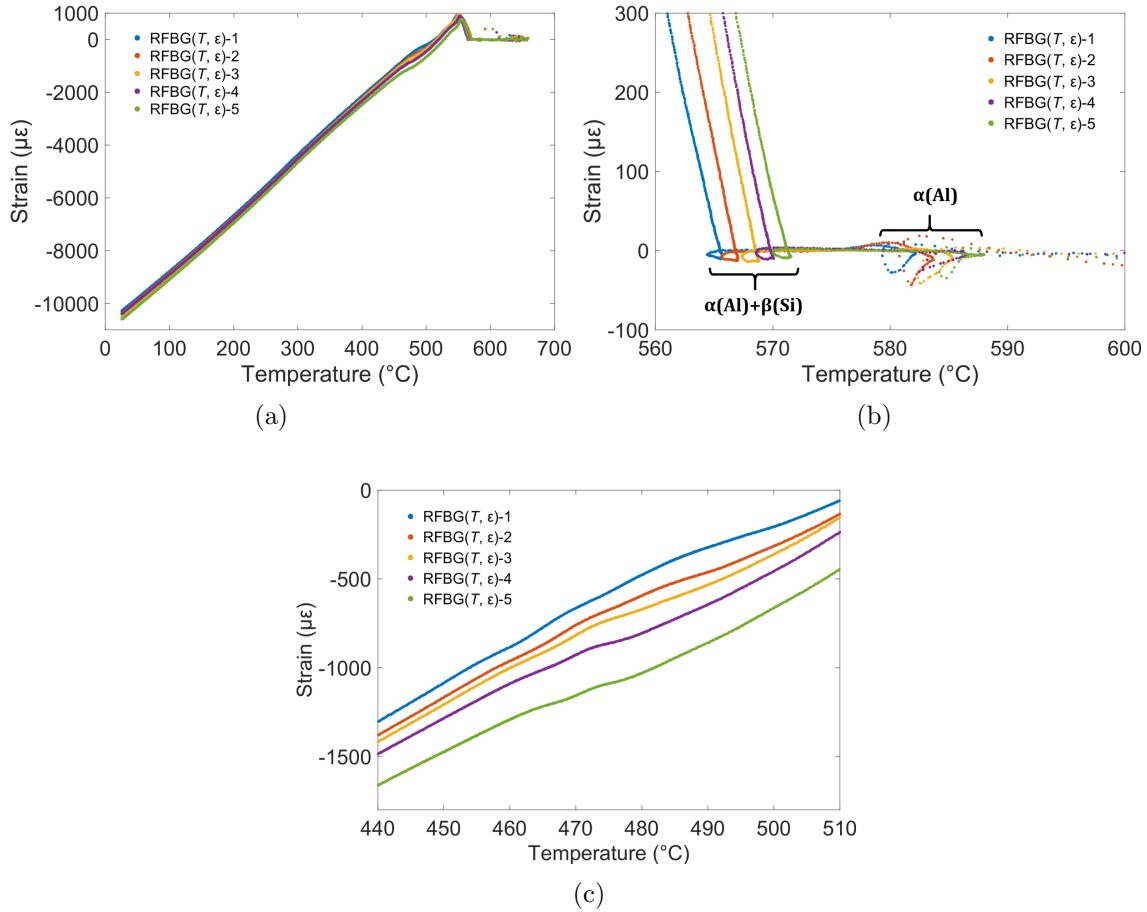 1000
0
-2000
-4000
-6000
-8000
-10000
Strain (με)
RFBG(T, ε)-1
RFBG(T, ε)-2
RFBG(T, ε)-3
RFBG(T, ε)-4
RFBG(T, ε)-5
0 100 200 300 400 500 600 700
Temperature (°C)
(a)
300
200
100
0
-100
Strain (με)
RFBG(T, ε)-1
RFBG(T, ε)-2
RFBG(T, ε)-3
RFBG(T, ε)-4
RFBG(T, ε)-5
α(Al)
α(Al)+β(Si)
560 570 580 590 600
Temperature (°C)
(b)
0
-500
-1000
-1500
Strain (με)
RFBG(T, ε)-1
RFBG(T, ε)-2
RFBG(T, ε)-3
RFBG(T, ε)-4
RFBG(T, ε)-5
440 450 460 470 480 490 500 510
Temperature (°C)
(c)